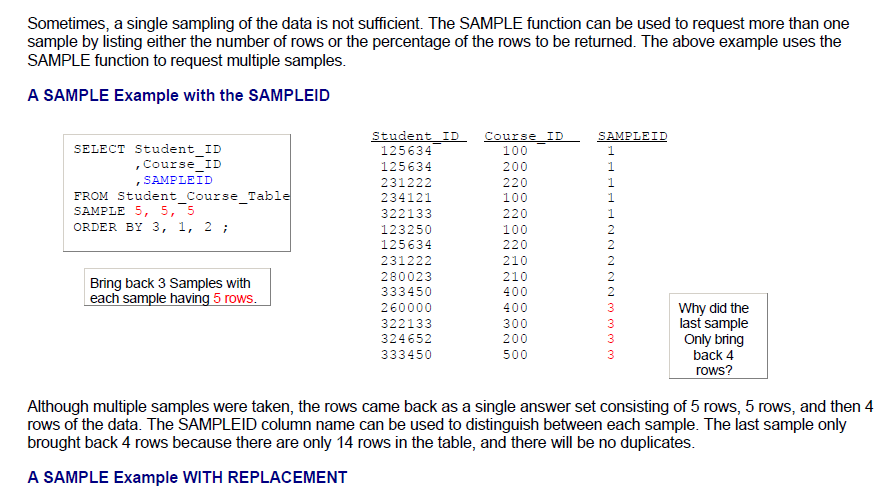 Sometimes, a single sampling of the data is not sufficient. The SAMPLE function can be used to request more than one
sample by listing either the number of rows or the percentage of the rows to be returned. The above example uses the
SAMPLE function to request multiple samples.
A SAMPLE Example with the SAMPLEID
SELECT Student_ID
,Course_ID
,SAMPLEID
FROM Student_Course_Table
SAMPLE 5, 5, 5
ORDER BY 3, 1, 2 ;
Bring back 3 Samples with
each sample having 5 rows.
Student_ID Course_ID SAMPLEID
125634 100 1
125634 200 1
231222 220 1
234121 100 1
322133 220 1
123250 100 2
125634 220 2
231222 210 2
280023 210 2
333450 400 2
260000 400 3
322133 300 3
324652 200 3
333450 500 3
Why did the
last sample
Only bring
back 4
rows?
Although multiple samples were taken, the rows came back as a single answer set consisting of 5 rows, 5 rows, and then 4
rows of the data. The SAMPLEID column name can be used to distinguish between each sample. The last sample only
brought back 4 rows because there are only 14 rows in the table, and there will be no duplicates.
A SAMPLE Example WITH REPLACEMENT